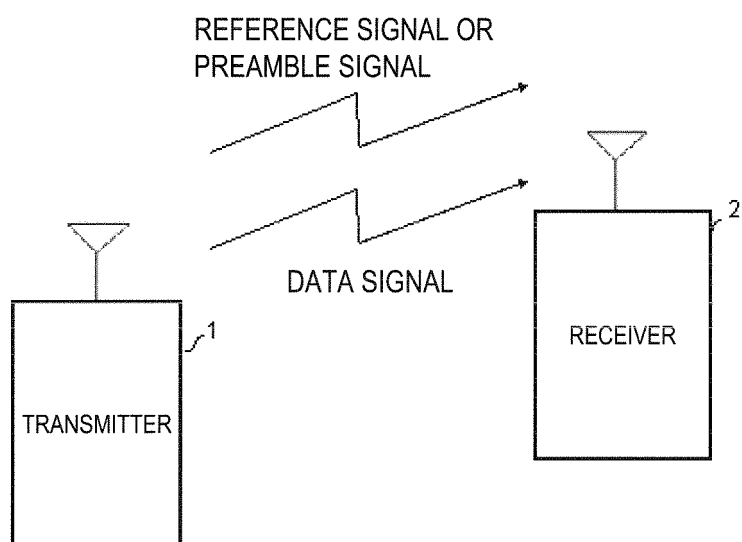 REFERENCE SIGNAL OR
PREAMBLE SIGNAL
2
DATA SIGNAL
1
RECEIVER
TRANSMITTER